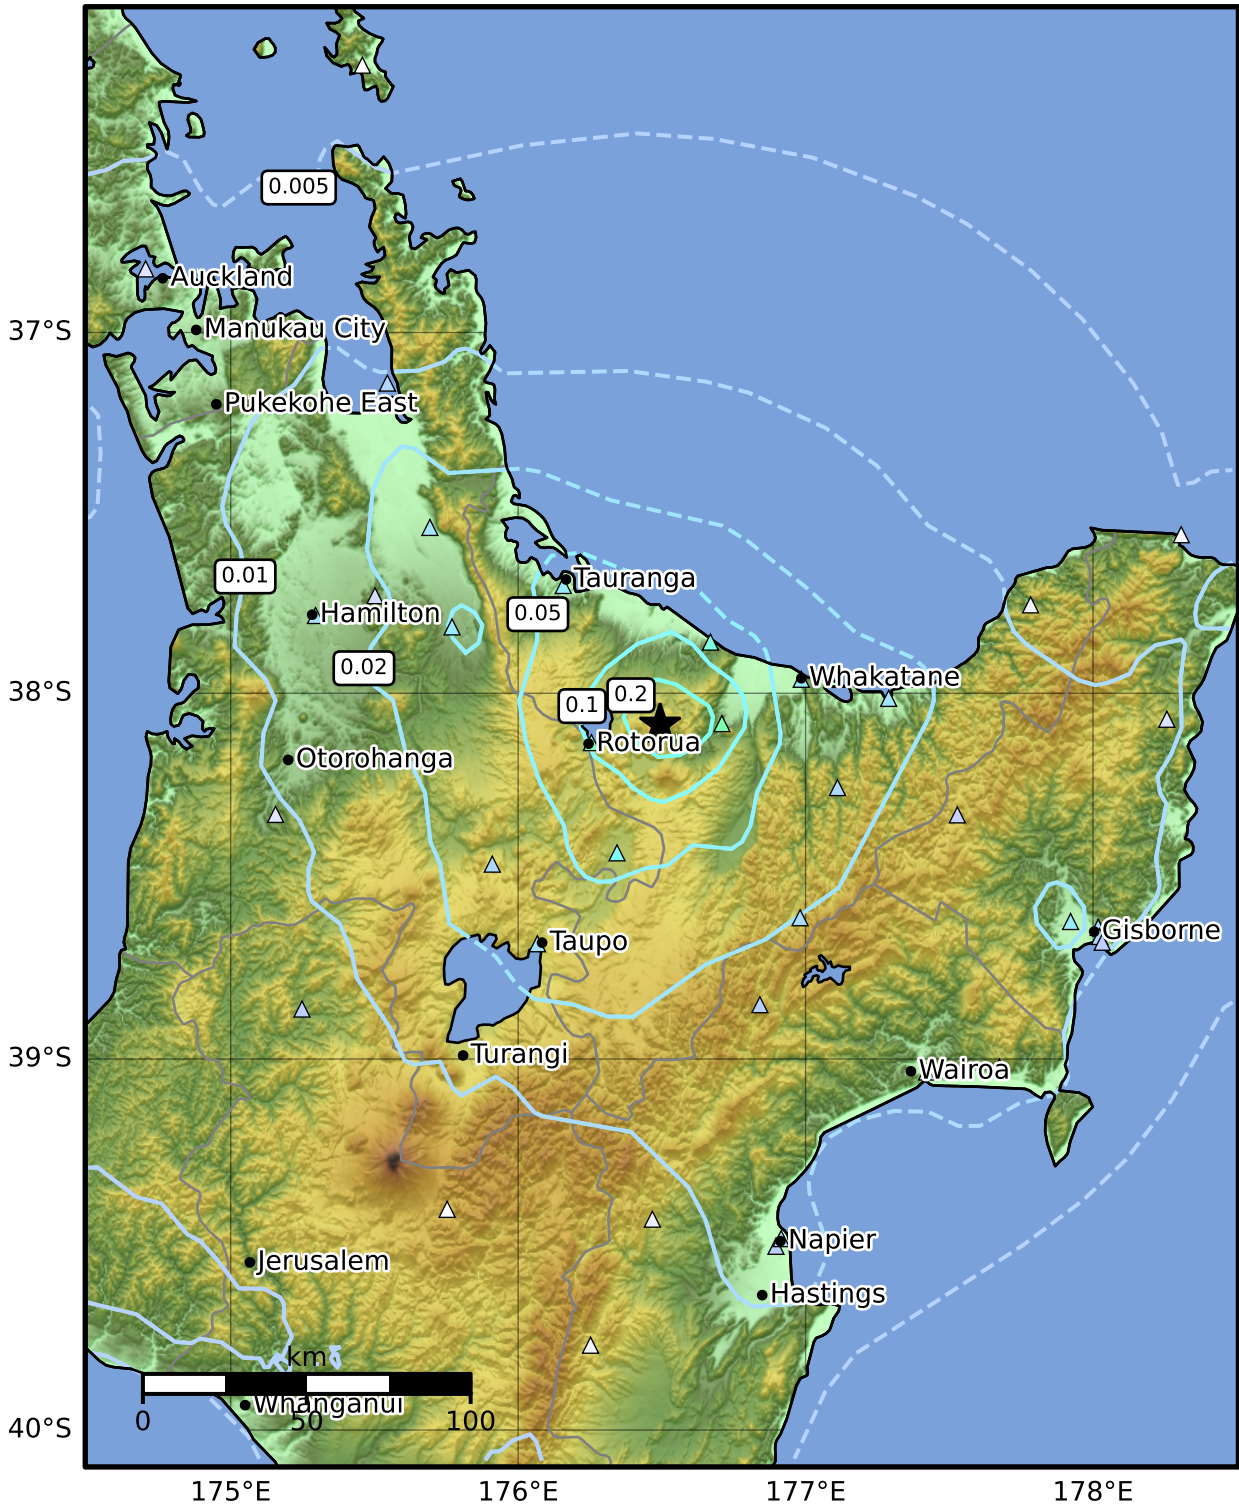 0.005
Auckland
37°S
Manukau City
Pukekohe East
0.01
Tauranga
Hamilton
0.05
0.02
Whakatane
38°S
0.1
0.2
Rotorua
Otorohanga
Taupo
Gisborne
Turangi
39°S
Wairoa
Napier
Jerusalem
Hastings
km
Whanganui
0
50
100
40°S
175°E
176°E
177°E
178°E